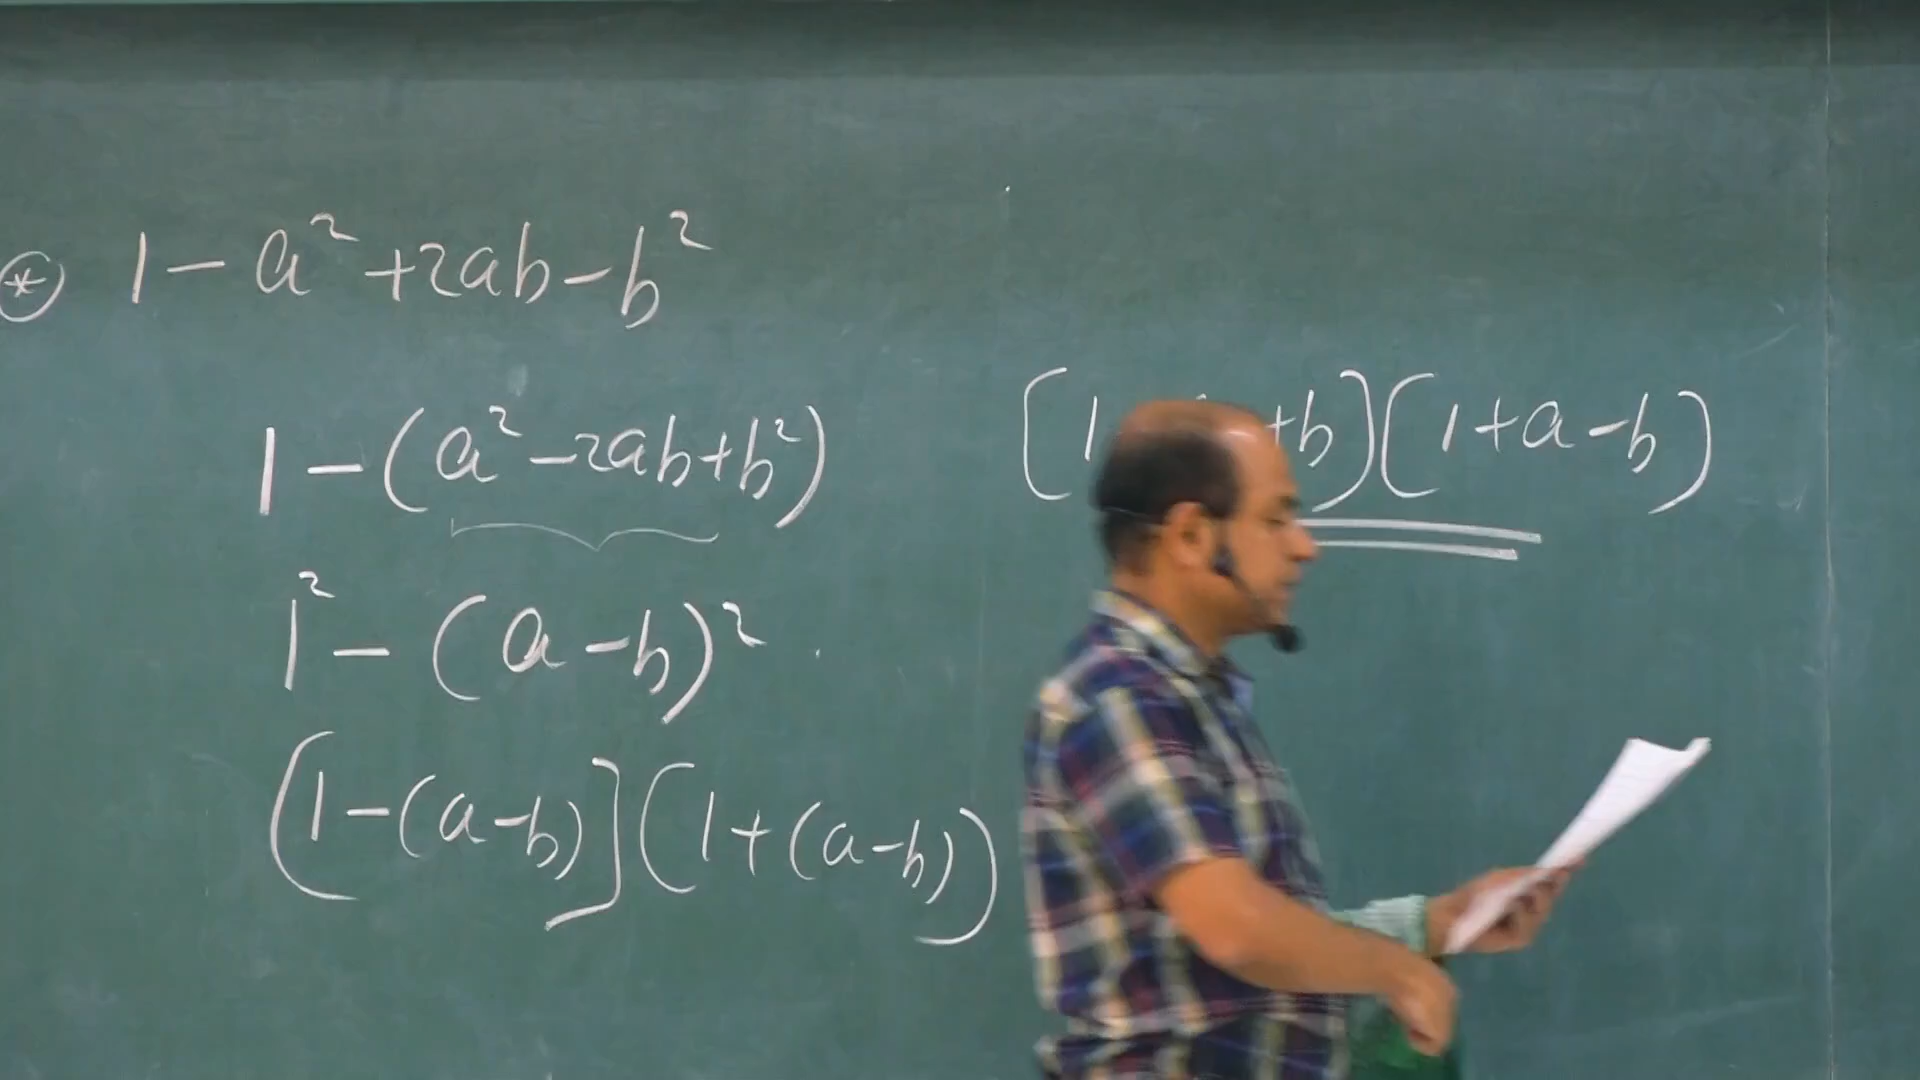 ⊛ 1 - a² + 2ab - b²
1 - (a² - 2ab + b²)
1² - (a - b)²
[1 - (a - b)] (1 + (a - b))
[1 + b) (1 + a - b)